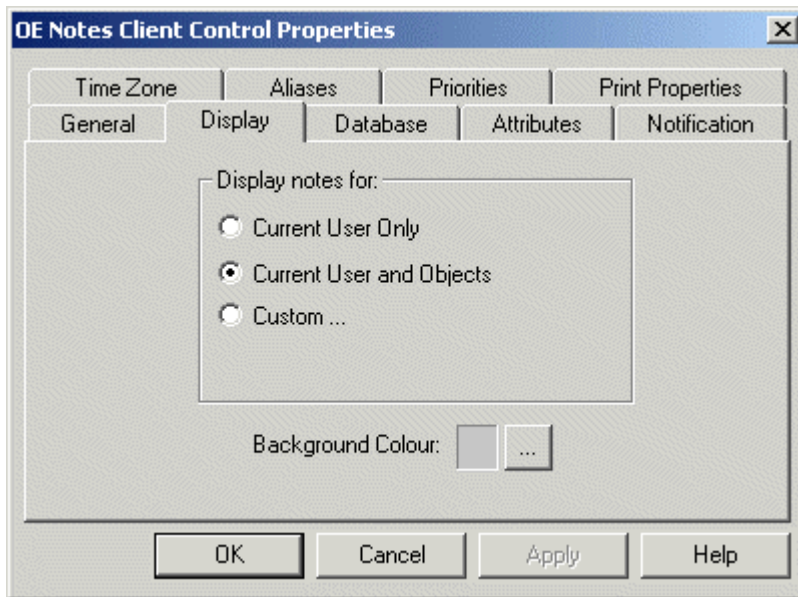 OE Notes Client Control Properties
Time Zone Aliases Priorities Print Properties
General Display Database Attributes Notification
Display notes for:
Current User Only
Current User and Objects
Custom ...
Background Colour: ...
OK Cancel Apply Help